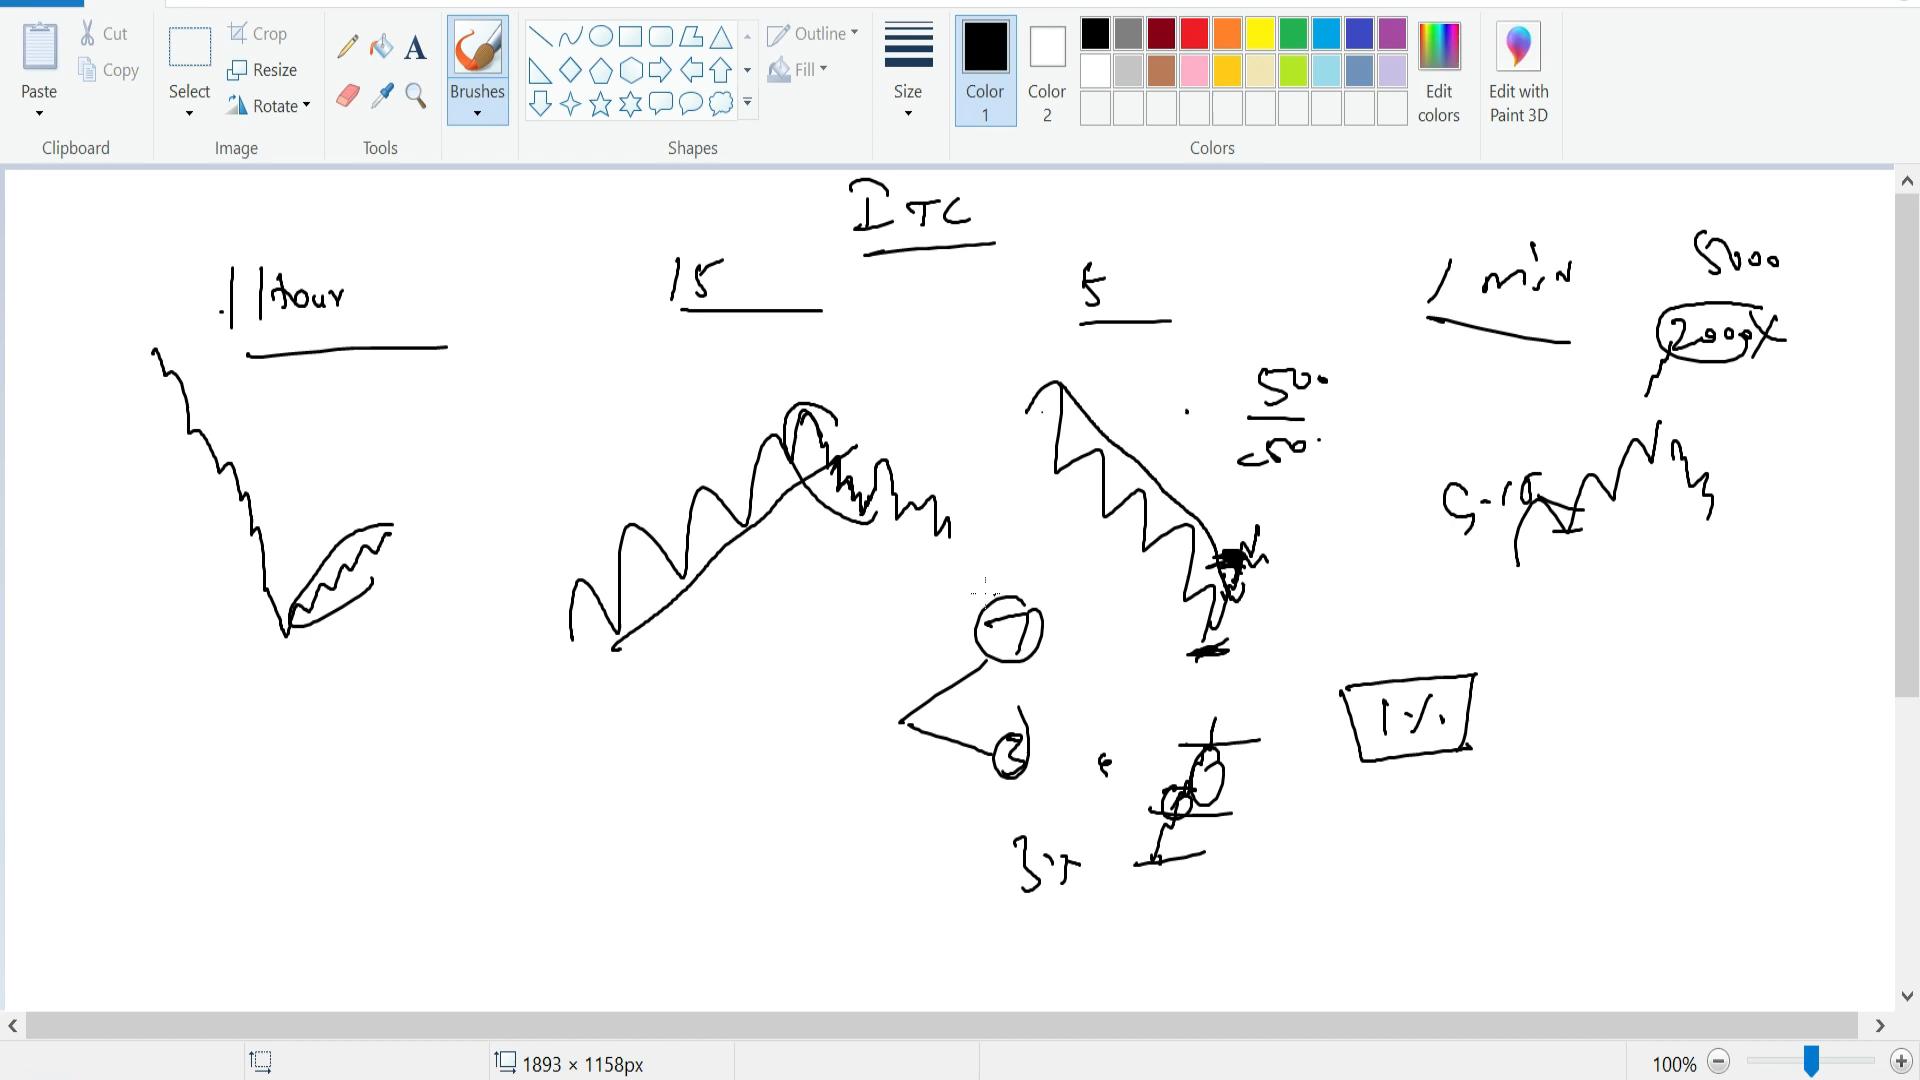 Cut
Copy
Paste
Clipboard
Select
Crop
Resize
Rotate
Image
Tools
Brushes
Outline
Fill
Shapes
Size
Color 1
Color 2
Edit colors
Edit with Paint 3D
Colors
ITC
1 Hour
15
5
1 min
5000
2000X
500
7
3
1%
1893 × 1158px
100%